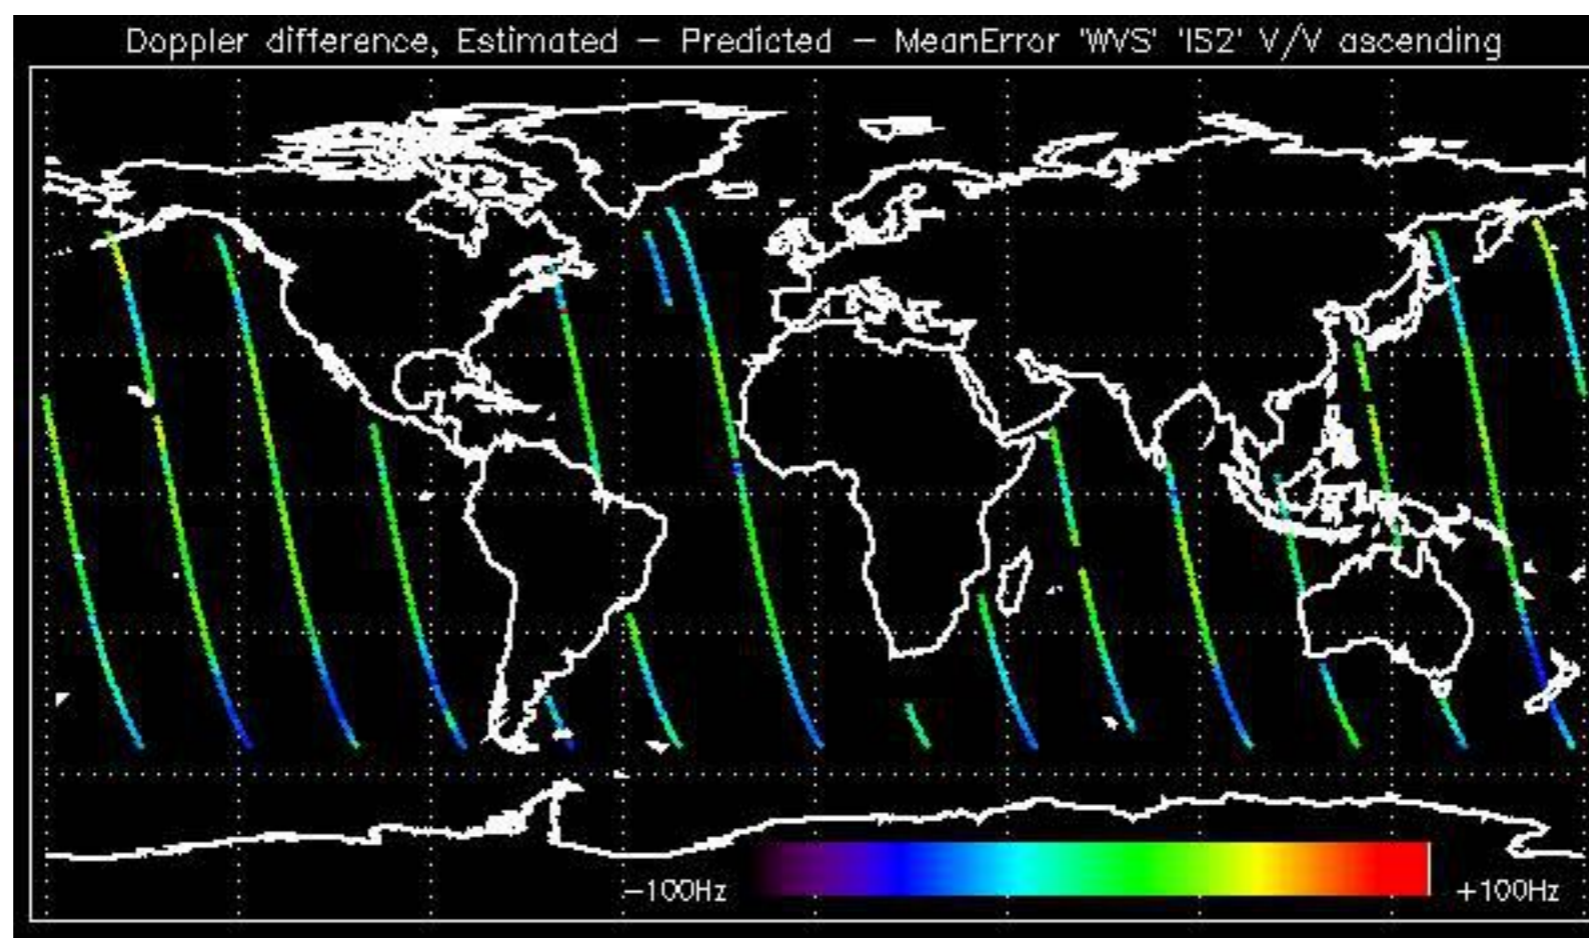 Doppler difference, Estimated — Predicted — MeanError 'WVS' 'IS2' V/V ascending
−100Hz
+100Hz